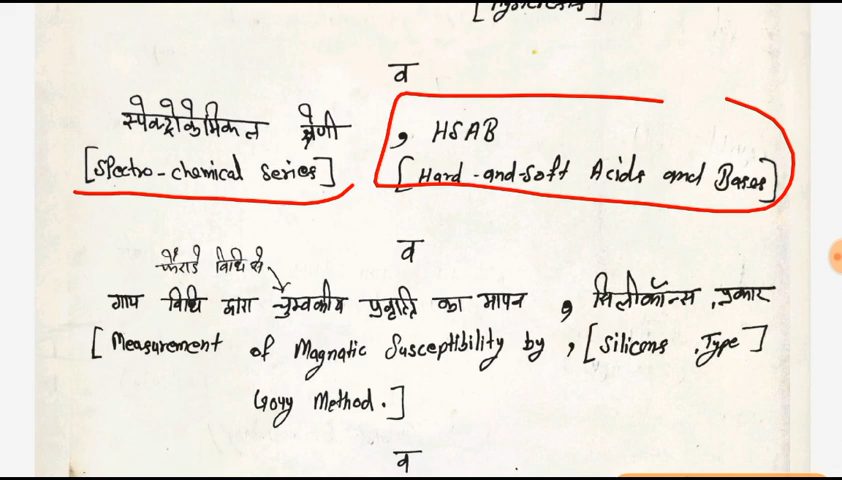 व
स्पेक्ट्रोकेमिकल श्रेणी , HSAB
[Spectro-chemical Series] [Hard-and-Soft Acids and Bases]
व
फैराडे विधि से
गाय विधि द्वारा चुम्बकीय प्रवृत्ति का मापन , सिलीकॉन्स, प्रकार
[Measurement of Magnatic Susceptibility by , [Silicons, Type]
Gouy Method.]
व